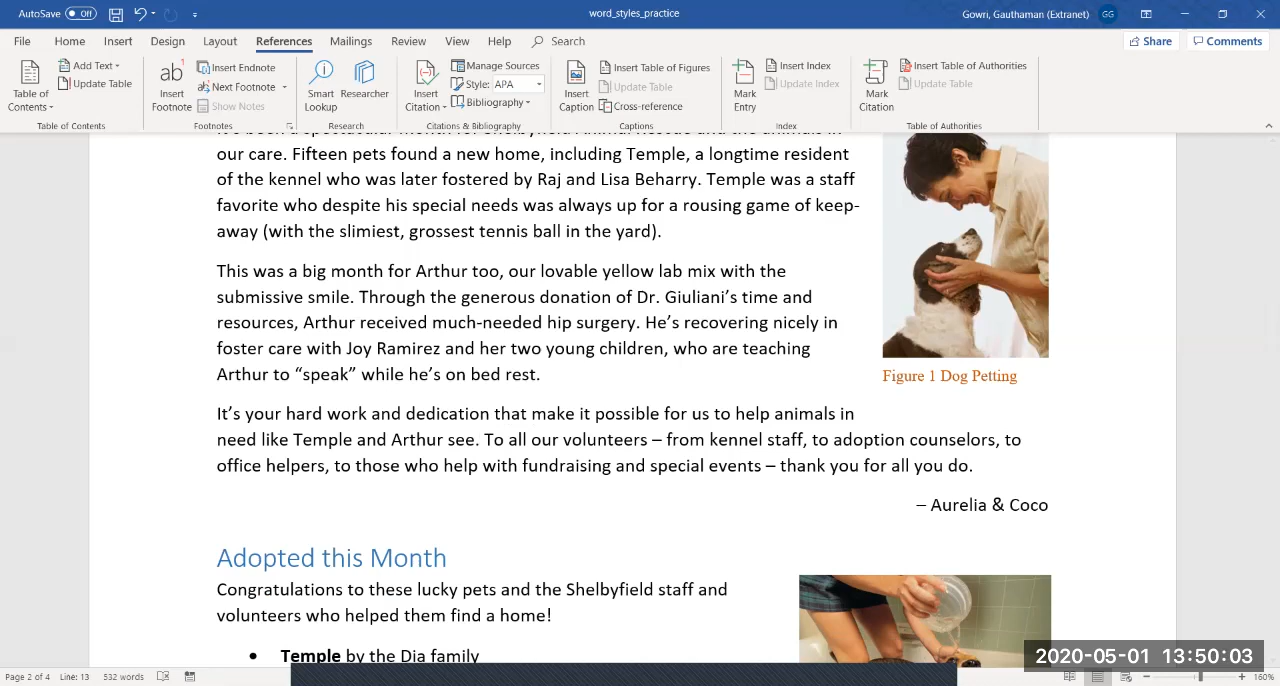 AutoSave Off
word_styles_practice
Gowri, Gauthaman (Extranet) GG
File Home Insert Design Layout References Mailings Review View Help Search
Share Comments
Table of Contents
Add Text
Update Table
Table of Contents
ab
Insert Footnote
Insert Endnote
Next Footnote
Show Notes
Footnotes
Smart Lookup
Researcher
Research
Insert Citation
Manage Sources
Style: APA
Bibliography
Citations & Bibliography
Insert Caption
Insert Table of Figures
Update Table
Cross-reference
Captions
Mark Entry
Insert Index
Update Index
Index
Mark Citation
Insert Table of Authorities
Update Table
Table of Authorities
our care. Fifteen pets found a new home, including Temple, a longtime resident
of the kennel who was later fostered by Raj and Lisa Beharry. Temple was a staff
favorite who despite his special needs was always up for a rousing game of keep-
away (with the slimiest, grossest tennis ball in the yard).
This was a big month for Arthur too, our lovable yellow lab mix with the
submissive smile. Through the generous donation of Dr. Giuliani’s time and
resources, Arthur received much-needed hip surgery. He’s recovering nicely in
foster care with Joy Ramirez and her two young children, who are teaching
Arthur to “speak” while he’s on bed rest.
Figure 1 Dog Petting
It’s your hard work and dedication that make it possible for us to help animals in
need like Temple and Arthur see. To all our volunteers – from kennel staff, to adoption counselors, to
office helpers, to those who help with fundraising and special events – thank you for all you do.
– Aurelia & Coco
Adopted this Month
Congratulations to these lucky pets and the Shelbyfield staff and
volunteers who helped them find a home!
• Temple by the Dia family
2020-05-01 13:50:03
Page 2 of 4 Line: 13 532 words
160%